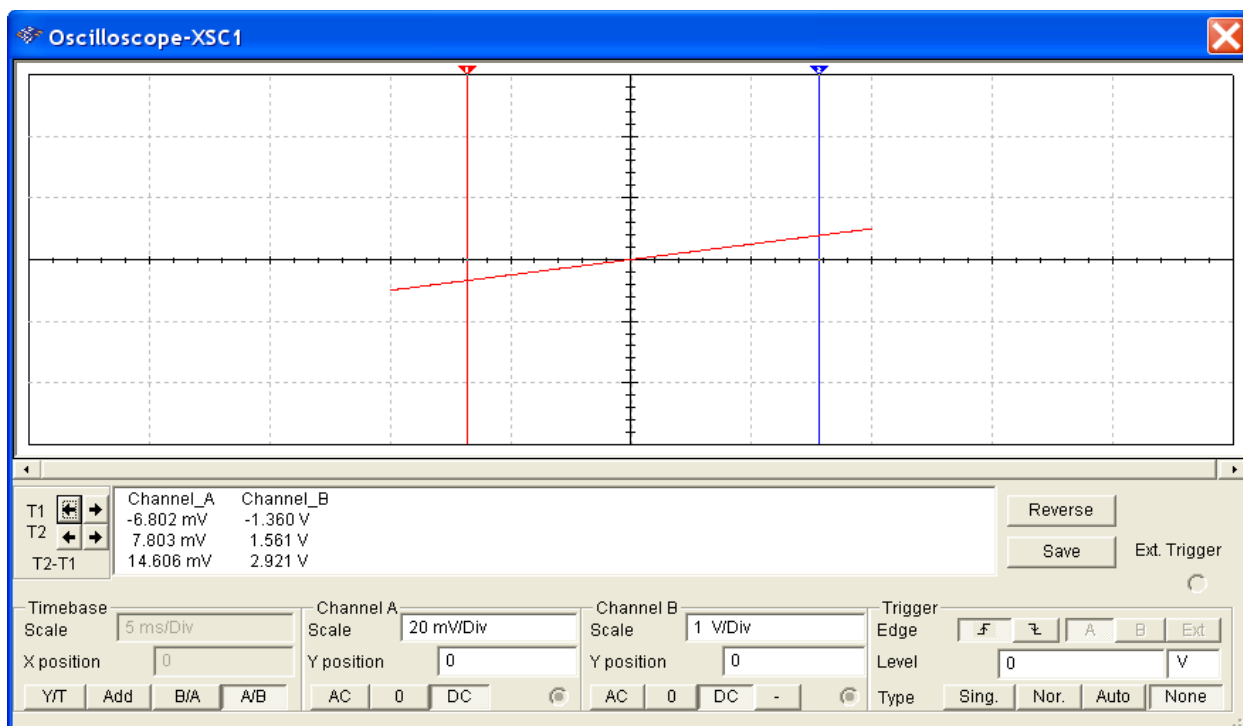 Oscilloscope-XSC1
1 2
T1 T2 T2-T1
Channel_A Channel_B
-6.802 mV -1.360 V
7.803 mV 1.561 V
14.606 mV 2.921 V
Reverse
Save
Ext. Trigger
Timebase
Scale 5 ms/Div
X position 0
Y/T Add B/A A/B
Channel A
Scale 20 mV/Div
Y position 0
AC 0 DC
Channel B
Scale 1 V/Div
Y position 0
AC 0 DC -
Trigger
Edge A B Ext
Level 0 V
Type Sing. Nor. Auto None